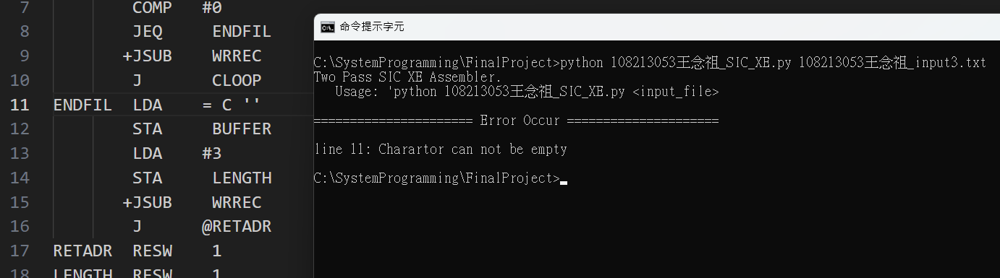 7 COMP #0
8 JEQ ENDFIL
9 +JSUB WRREC
10 J CLOOP
11 ENDFIL LDA = C ''
12 STA BUFFER
13 LDA #3
14 STA LENGTH
15 +JSUB WRREC
16 J @RETADR
17 RETADR RESW 1
18 LENGTH RESW 1
命令提示字元
C:\SystemProgramming\FinalProject>python 108213053王念祖_SIC_XE.py 108213053王念祖_input3.txt
Two Pass SIC XE Assembler.
Usage: 'python 108213053王念祖_SIC_XE.py <input_file>
====================== Error Occur =====================
line 11: Charartor can not be empty
C:\SystemProgramming\FinalProject>